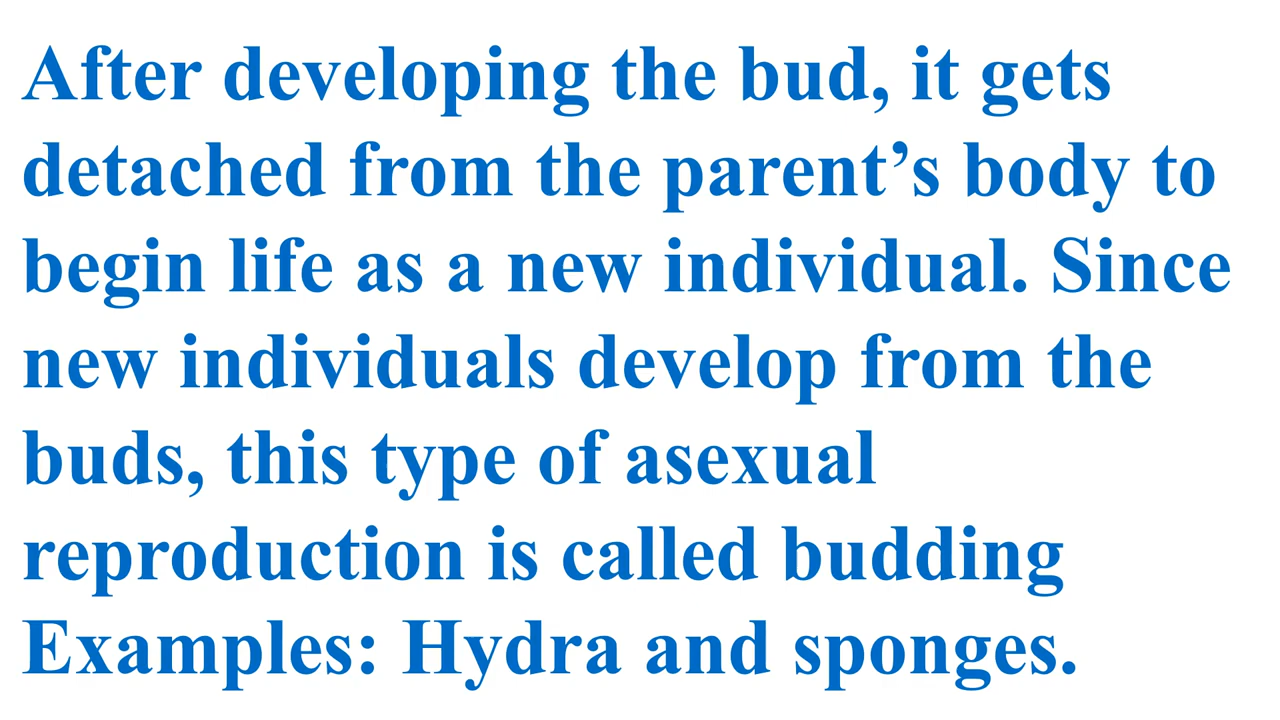 After developing the bud, it gets
detached from the parent’s body to
begin life as a new individual. Since
new individuals develop from the
buds, this type of asexual
reproduction is called budding
Examples: Hydra and sponges.